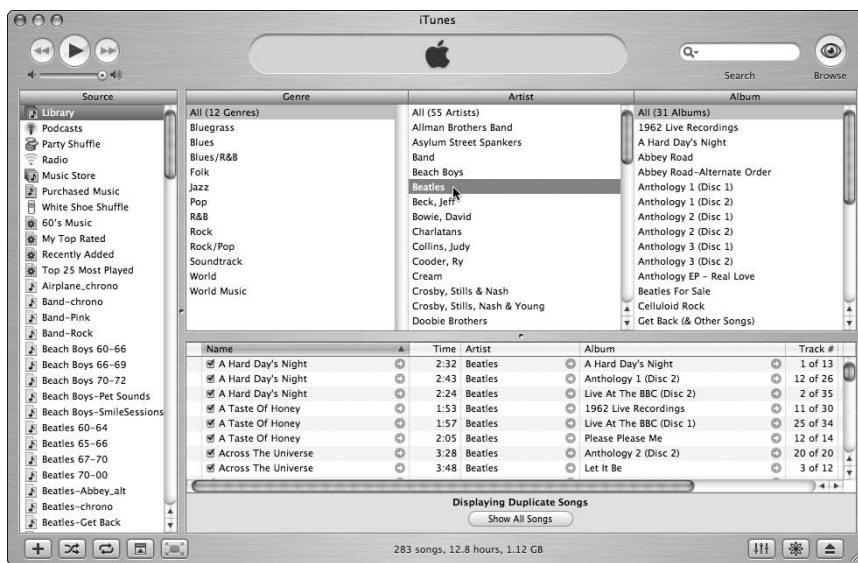 iTunes
Search
Browse
Source
Library
Podcasts
Party Shuffle
Radio
Music Store
Purchased Music
White Shoe Shuffle
60's Music
My Top Rated
Recently Added
Top 25 Most Played
Airplane_chrono
Band-chrono
Band-Pink
Band-Rock
Beach Boys 60-66
Beach Boys 66-69
Beach Boys 70-72
Beach Boys-Pet Sounds
Beach Boys-SmileSessions
Beatles 60-64
Beatles 65-66
Beatles 67-70
Beatles 70-00
Beatles-Abbey_alt
Beatles-chrono
Beatles-Get Back
Genre
All (12 Genres)
Bluegrass
Blues
Blues/R&B
Folk
Jazz
Pop
R&B
Rock
Rock/Pop
Soundtrack
World
World Music
Artist
All (55 Artists)
Allman Brothers Band
Asylum Street Spankers
Band
Beach Boys
Beatles
Beck, Jeff
Bowie, David
Charlatans
Collins, Judy
Cooder, Ry
Cream
Crosby, Stills & Nash
Crosby, Stills, Nash & Young
Doobie Brothers
Album
All (31 Albums)
1962 Live Recordings
A Hard Day's Night
Abbey Road
Abbey Road-Alternate Order
Anthology 1 (Disc 1)
Anthology 1 (Disc 2)
Anthology 2 (Disc 1)
Anthology 2 (Disc 2)
Anthology 3 (Disc 1)
Anthology 3 (Disc 2)
Anthology EP - Real Love
Beatles For Sale
Celluloid Rock
Get Back (& Other Songs)
Name Time Artist Album Track #
A Hard Day's Night 2:32 Beatles A Hard Day's Night 1 of 13
A Hard Day's Night 2:43 Beatles Anthology 1 (Disc 2) 12 of 26
A Hard Day's Night 2:24 Beatles Live At The BBC (Disc 2) 2 of 35
A Taste Of Honey 1:53 Beatles 1962 Live Recordings 11 of 30
A Taste Of Honey 1:57 Beatles Live At The BBC (Disc 1) 25 of 34
A Taste Of Honey 2:05 Beatles Please Please Me 12 of 14
Across The Universe 3:28 Beatles Anthology 2 (Disc 2) 20 of 20
Across The Universe 3:48 Beatles Let It Be 3 of 12
Displaying Duplicate Songs
Show All Songs
283 songs, 12.8 hours, 1.12 GB